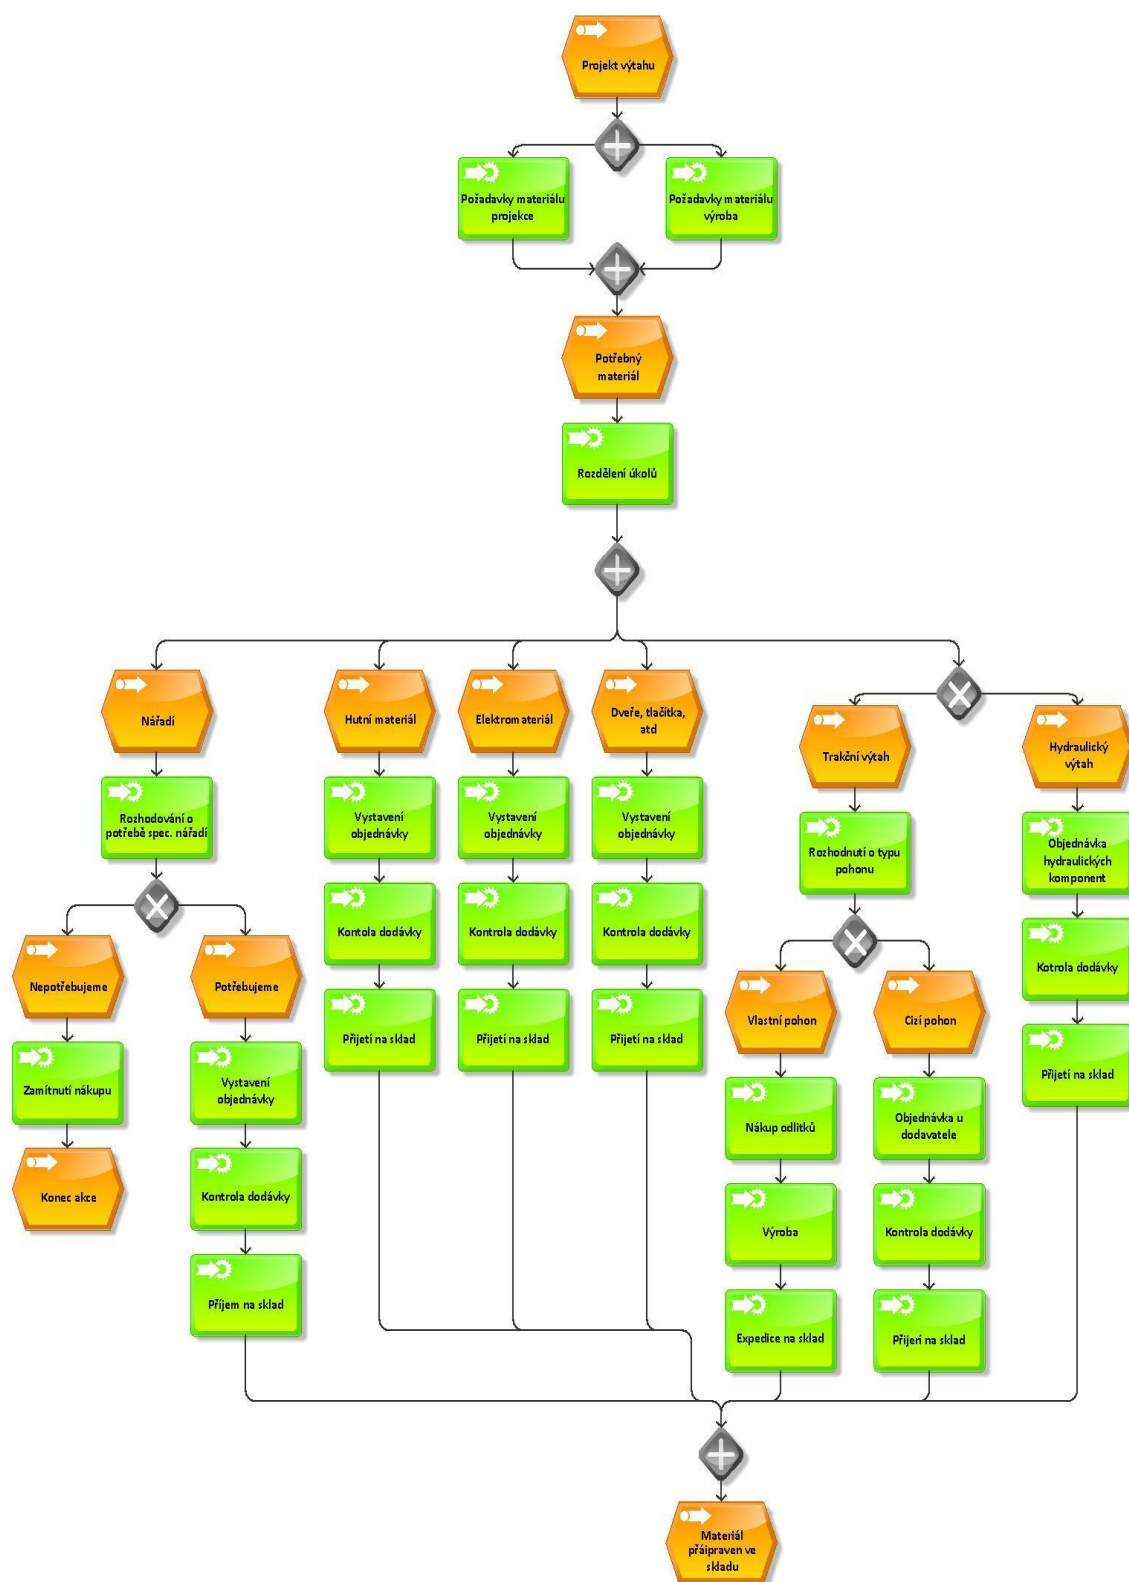 Projekt výtahu
Požadavky materiálu
projekce
Požadavky materiálu
výroba
Potřebný
materiál
Rozdělení úkolů
Nářadí
Hutní materiál
Elektromateriál
Dveře, tlačítka,
atd
Trakční výtah
Hydraulický
výtah
Rozhodování o
potřebě spec. nářadí
Vystavení
objednávky
Vystavení
objednávky
Vystavení
objednávky
Rozhodnutí o typu
pohonu
Objednávka
hydraulických
komponent
Kontola dodávky
Kontrola dodávky
Kontrola dodávky
Kotrola dodávky
Nepotřebujeme
Potřebujeme
Přijetí na sklad
Přijetí na sklad
Přijetí na sklad
Vlastní pohon
Cizí pohon
Přijetí na sklad
Zamítnutí nákupu
Vystavení
objednávky
Nákup odlitků
Objednávka u
dodavatele
Konec akce
Kontrola dodávky
Výroba
Kontrola dodávky
Příjem na sklad
Expedice na sklad
Přijerí na sklad
Materiál
přáipraven ve
skladu